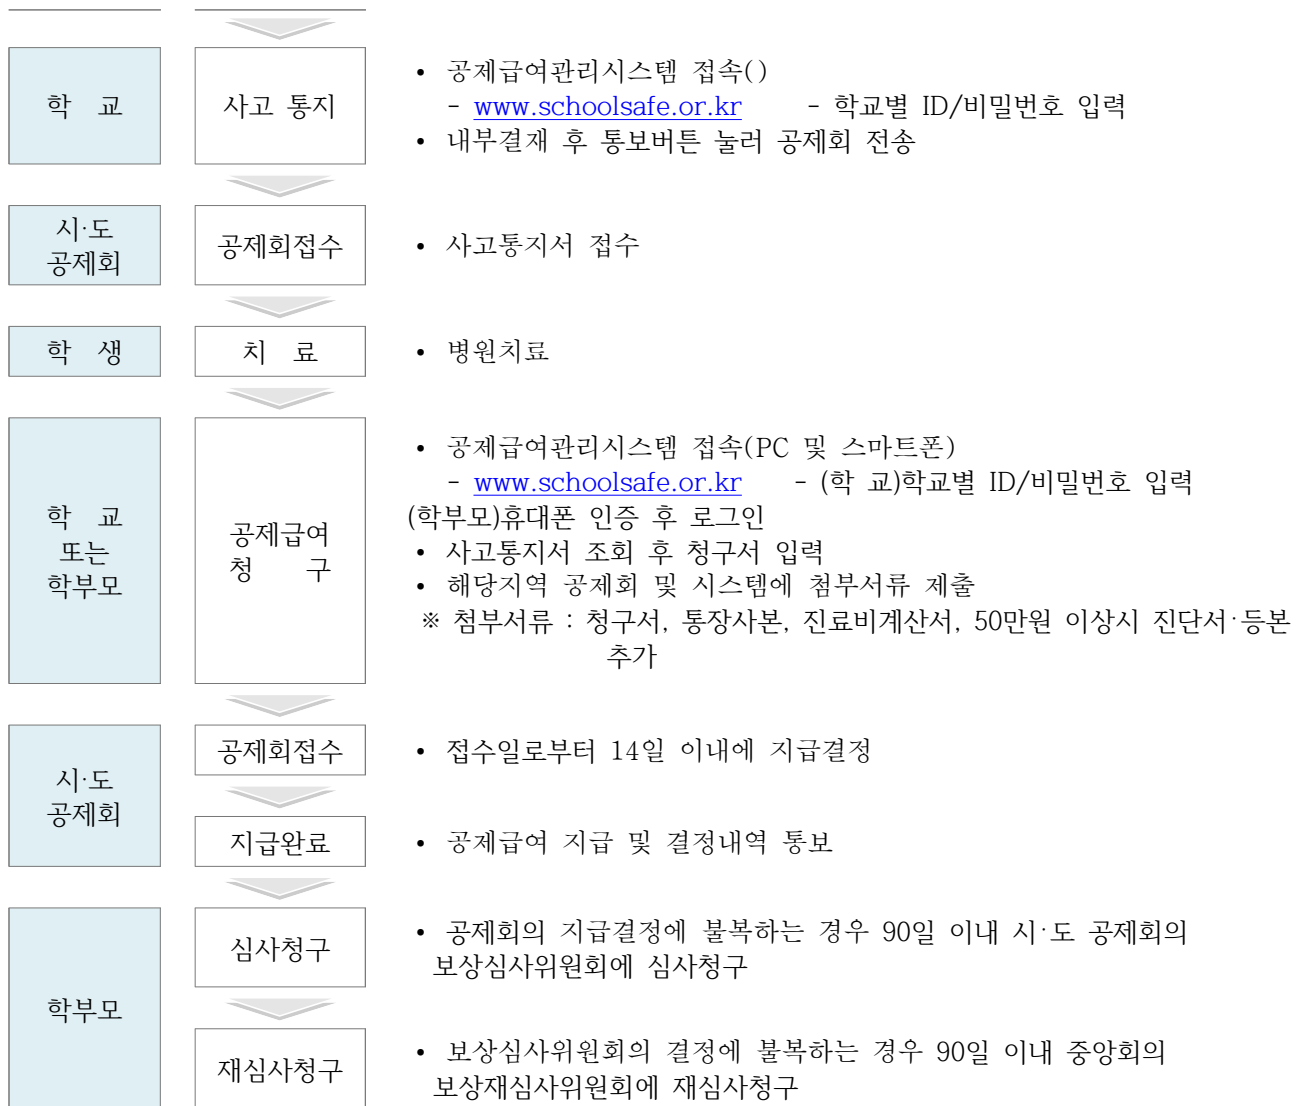 학 교
사고 통지
• 공제급여관리시스템 접속()
- www.schoolsafe.or.kr - 학교별 ID/비밀번호 입력
• 내부결재 후 통보버튼 눌러 공제회 전송
시·도
공제회
공제회접수
• 사고통지서 접수
학 생
치 료
• 병원치료
학 교
또는
학부모
공제급여
청 구
• 공제급여관리시스템 접속(PC 및 스마트폰)
- www.schoolsafe.or.kr - (학 교)학교별 ID/비밀번호 입력
(학부모)휴대폰 인증 후 로그인
• 사고통지서 조회 후 청구서 입력
• 해당지역 공제회 및 시스템에 첨부서류 제출
※ 첨부서류 : 청구서, 통장사본, 진료비계산서, 50만원 이상시 진단서·등본
추가
시·도
공제회
공제회접수
• 접수일로부터 14일 이내에 지급결정
지급완료
• 공제급여 지급 및 결정내역 통보
학부모
심사청구
• 공제회의 지급결정에 불복하는 경우 90일 이내 시·도 공제회의
보상심사위원회에 심사청구
재심사청구
• 보상심사위원회의 결정에 불복하는 경우 90일 이내 중앙회의
보상재심사위원회에 재심사청구